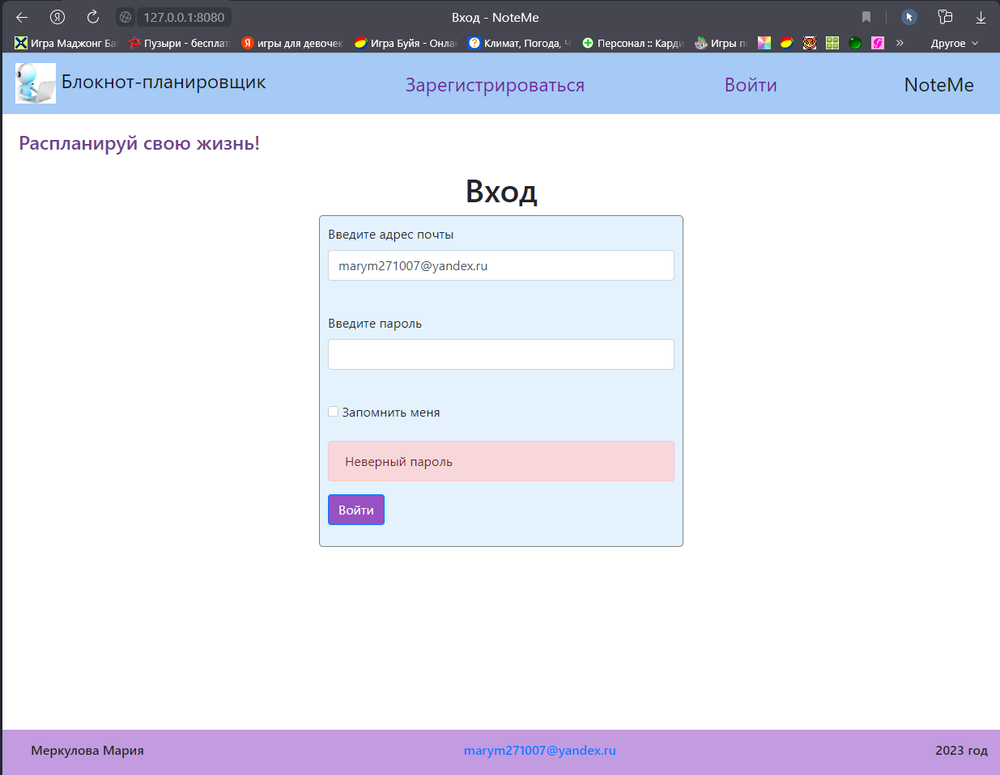 127.0.0.1:8080 Вход - NoteMe
Игра Маджонг Ба Пузыри - бесплат игры для девочек Игра Буйя - Онла Климат, Погода, Ч Персонал :: Карди Игры п » Другое
Блокнот-планировщик Зарегистрироваться Войти NoteMe
Распланируй свою жизнь!
Вход
Введите адрес почты
marym271007@yandex.ru
Введите пароль
Запомнить меня
Неверный пароль
Войти
Меркулова Мария marym271007@yandex.ru 2023 год